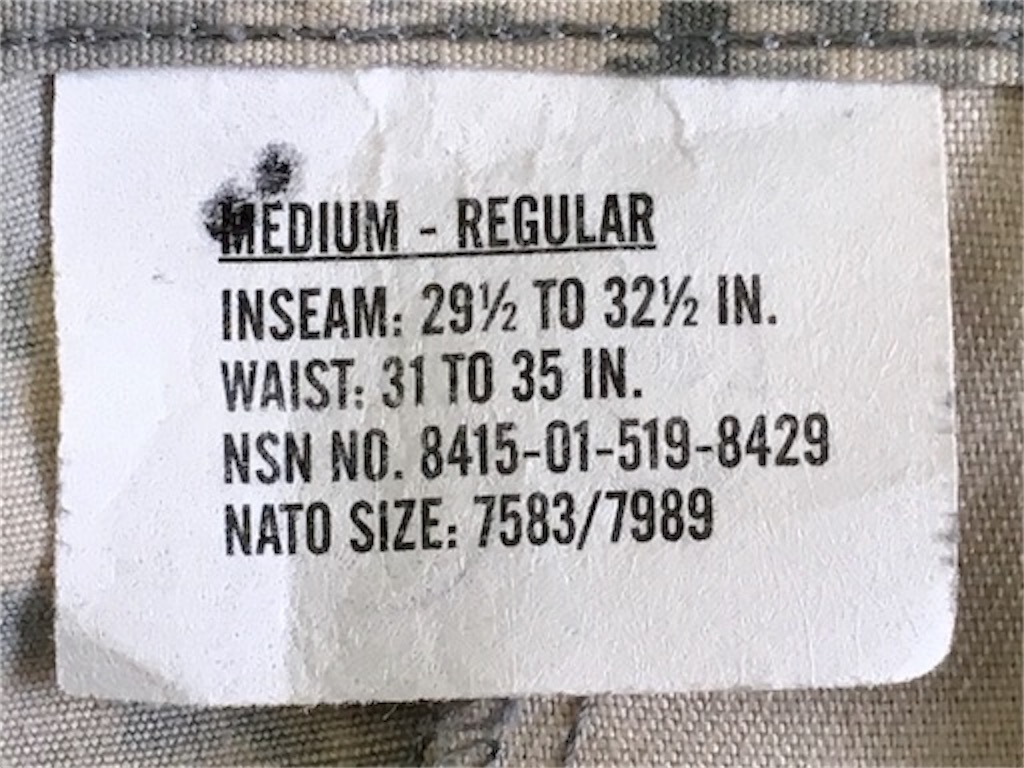 MEDIUM - REGULAR
INSEAM: 29½ TO 32½ IN.
WAIST: 31 TO 35 IN.
NSN NO. 8415-01-519-8429
NATO SIZE: 7583/7989